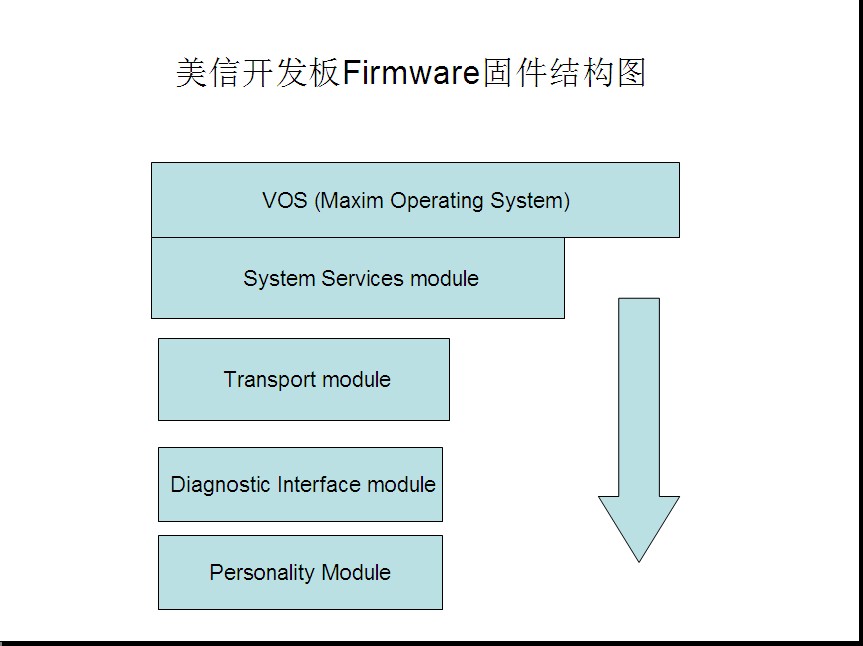 美信开发板Firmware固件结构图
VOS (Maxim Operating System)
System Services module
Transport module
Diagnostic Interface module
Personality Module